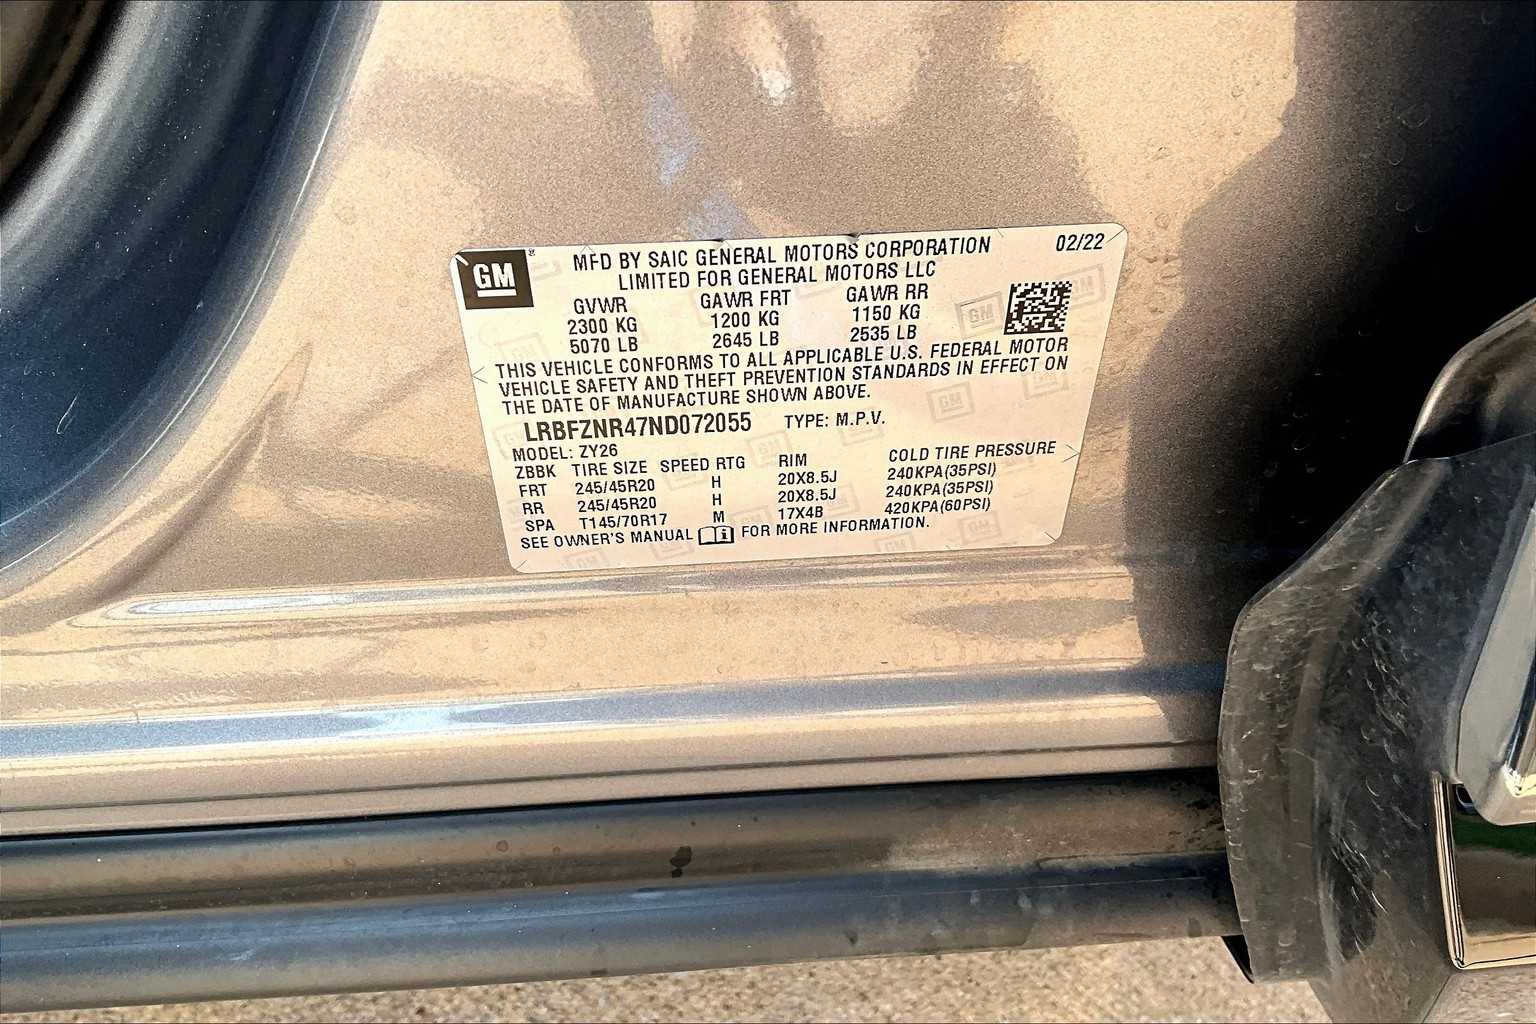 GM
MFD BY SAIC GENERAL MOTORS CORPORATION 02/22
LIMITED FOR GENERAL MOTORS LLC
GVWR GAWR FRT GAWR RR
2300 KG 1200 KG 1150 KG
5070 LB 2645 LB 2535 LB
THIS VEHICLE CONFORMS TO ALL APPLICABLE U.S. FEDERAL MOTOR
VEHICLE SAFETY AND THEFT PREVENTION STANDARDS IN EFFECT ON
THE DATE OF MANUFACTURE SHOWN ABOVE.
LRBFZNR47ND072055 TYPE: M.P.V.
MODEL: ZY26
ZBBK TIRE SIZE SPEED RTG RIM COLD TIRE PRESSURE
FRT 245/45R20 H 20X8.5J 240KPA(35PSI)
RR 245/45R20 H 20X8.5J 240KPA(35PSI)
SPA T145/70R17 M 17X4B 420KPA(60PSI)
SEE OWNER'S MANUAL FOR MORE INFORMATION.